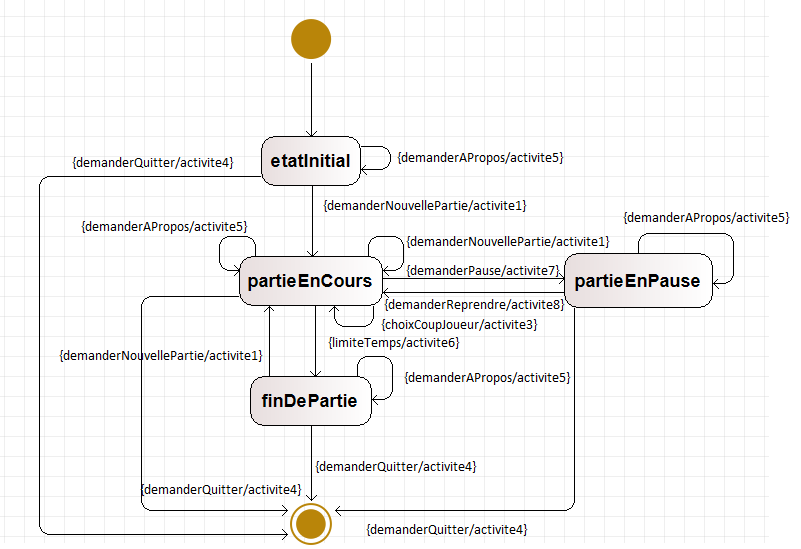 {demanderQuitter/activite4}
etatInitial
{demanderAPropos/activite5}
{demanderNouvellePartie/activite1}
{demanderAPropos/activite5}
{demanderAPropos/activite5}
{demanderNouvellePartie/activite1}
{demanderPause/activite7}
partieEnCours
partieEnPause
{demanderReprendre/activite8}
{choixCoupJoueur/activite3}
{limiteTemps/activite6}
{demanderNouvellePartie/activite1}
{demanderAPropos/activite5}
finDePartie
{demanderQuitter/activite4}
{demanderQuitter/activite4}
{demanderQuitter/activite4}